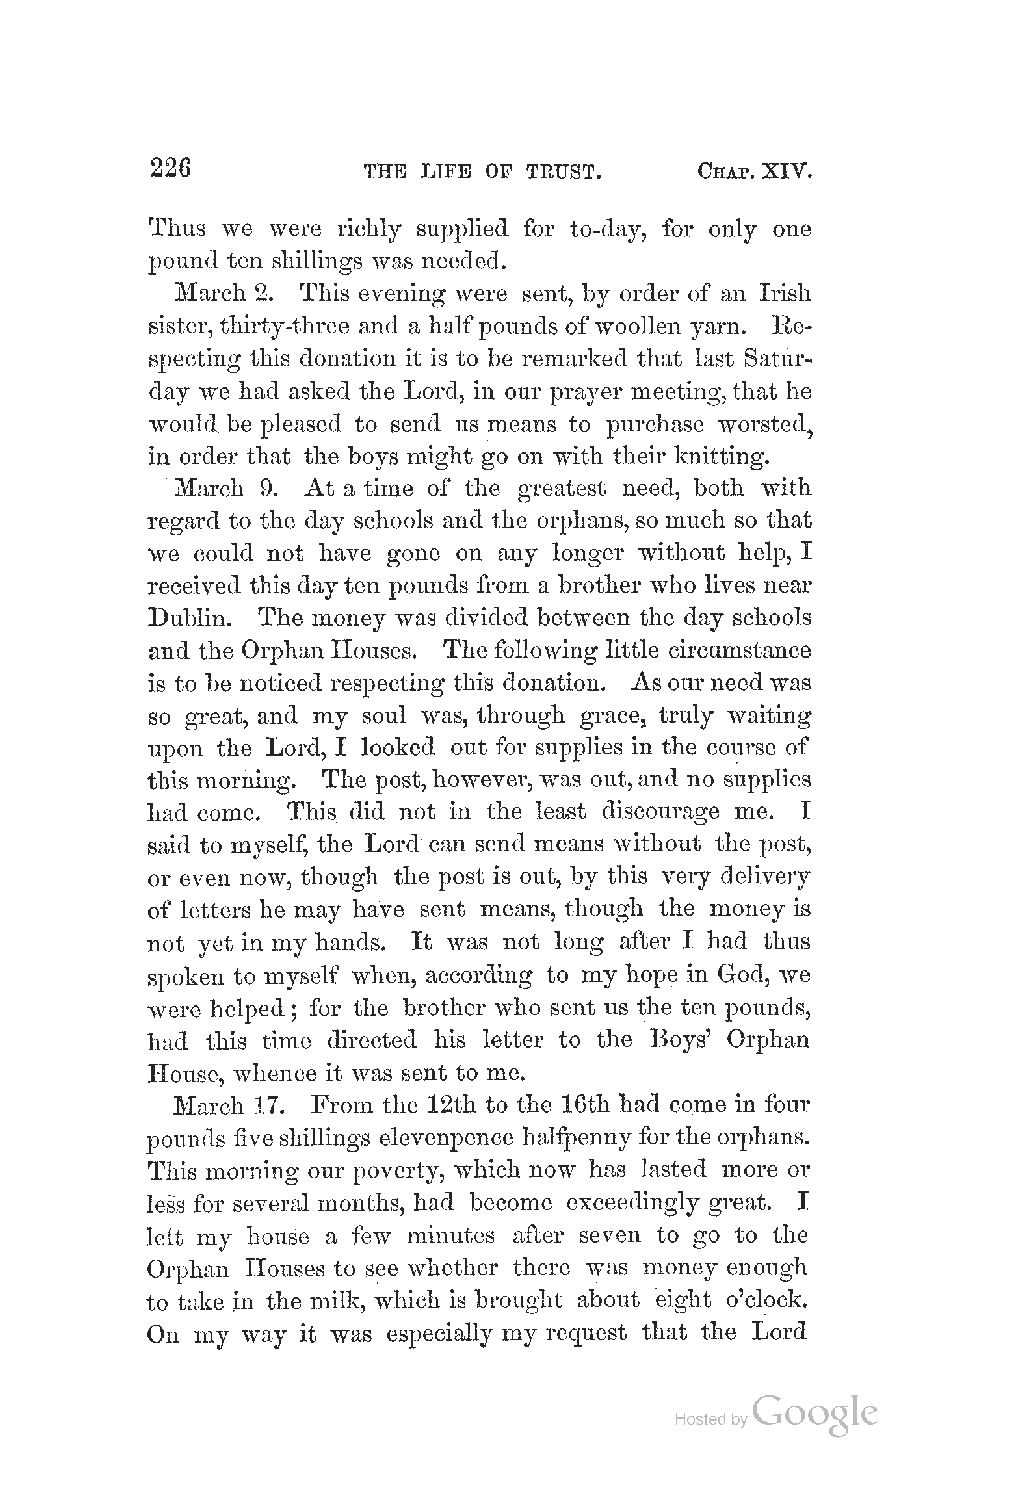 226 THE LIFE OF TRUST. CHAP. XIV.
Thus we were richly supplied for to-day, for only one
pound ten shillings was needed.
March 2. This evening were sent, by order of an Irish
sister, thirty-three and a half pounds of woollen yarn. Re-
specting this donation it is to be remarked that last Satur-
day we had asked the Lord, in our prayer meeting, that he
would be pleased to send us means to purchase worsted,
in order that the boys might go on with their knitting.
March 9. At a time of the greatest need, both with
regard to the day schools and the orphans, so much so that
we could not have gone on any longer without help, I
received this day ten pounds from a brother who lives near
Dublin. The money was divided between the day schools
and the Orphan Houses. The following little circumstance
is to be noticed respecting this donation. As our need was
so great, and my soul was, through grace, truly waiting
upon the Lord, I looked out for supplies in the course of
this morning. The post, however, was out, and no supplies
had come. This did not in the least discourage me. I
said to myself, the Lord can send means without the post,
or even now, though the post is out, by this very delivery
of letters he may have sent means, though the money is
not yet in my hands. It was not long after I had thus
spoken to myself when, according to my hope in God, we
were helped; for the brother who sent us the ten pounds,
had this time directed his letter to the Boys' Orphan
House, whence it was sent to me.
March 17. From the 12th to the 16th had come in four
pounds five shillings elevenpence halfpenny for the orphans.
This morning our poverty, which now has lasted more or
less for several months, had become exceedingly great. I
left my house a few minutes after seven to go to the
Orphan Houses to see whether there was money enough
to take in the milk, which is brought about eight o'clock.
On my way it was especially my request that the Lord
Hosted by Google